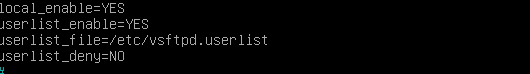 local_enable=YES
userlist_enable=YES
userlist_file=/etc/vsftpd.userlist
userlist_deny=NO